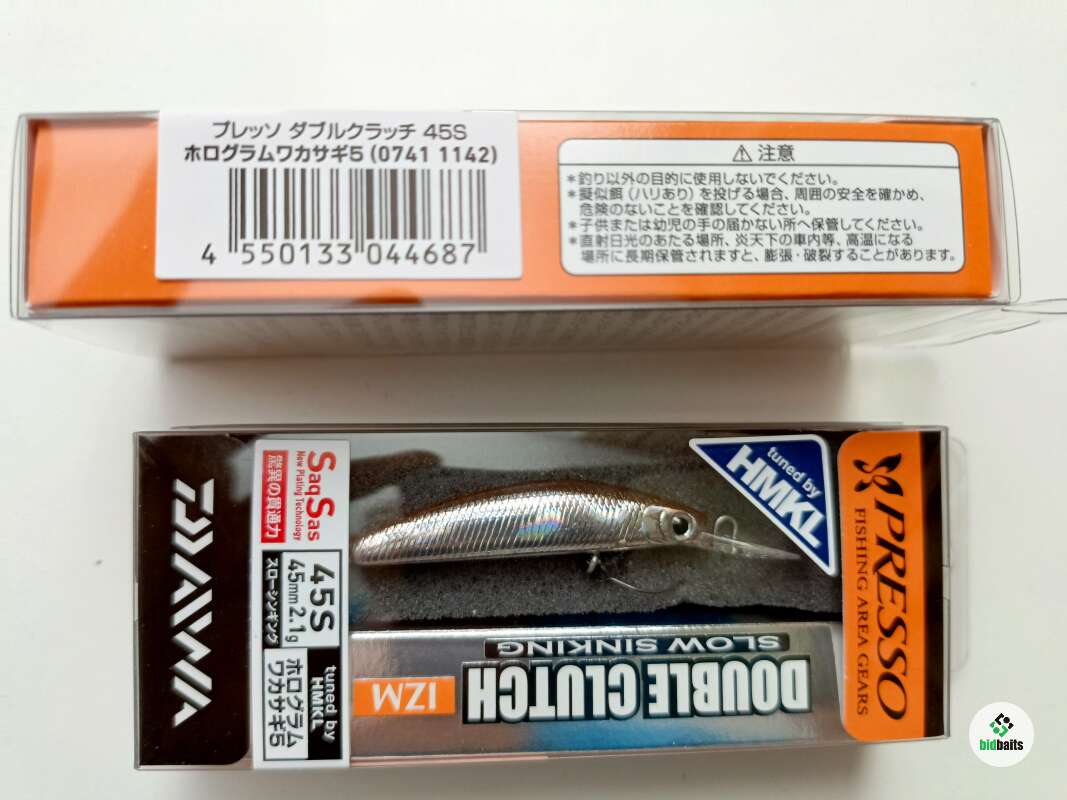 プレッソ ダブルクラッチ 45S
ホログラムワカサギ5 (0741 1142)
4 550133 044687
⚠ 注意
*釣り以外の目的に使用しないでください。
*擬似餌(ハリあり)を投げる場合、周囲の安全を確かめ、
危険のないことを確認してください。
*子供または幼児の手の届かない所へ保管してください。
*直射日光のあたる場所、炎天下の車内等、高温になる
場所に長期保管されますと、膨張・破裂することがあります。
DAIWA
SaqSas
New Plating Technology
驚異の貫通力
45S
45mm 2.1g
スローシンキング
tuned by
HMKL
ホログラム
ワカサギ5
tuned by
HMKL
PRESSO
FISHING AREA GEARS
DOUBLE CLUTCH
SLOW SINKING
IZM
bidbaits